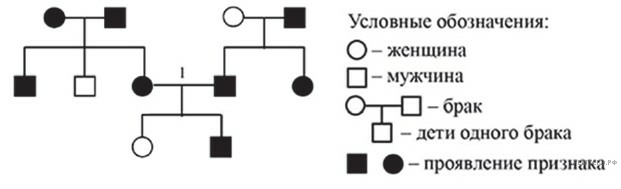 1
Условные обозначения:
– женщина
– мужчина
– брак
– дети одного брака
– проявление признака